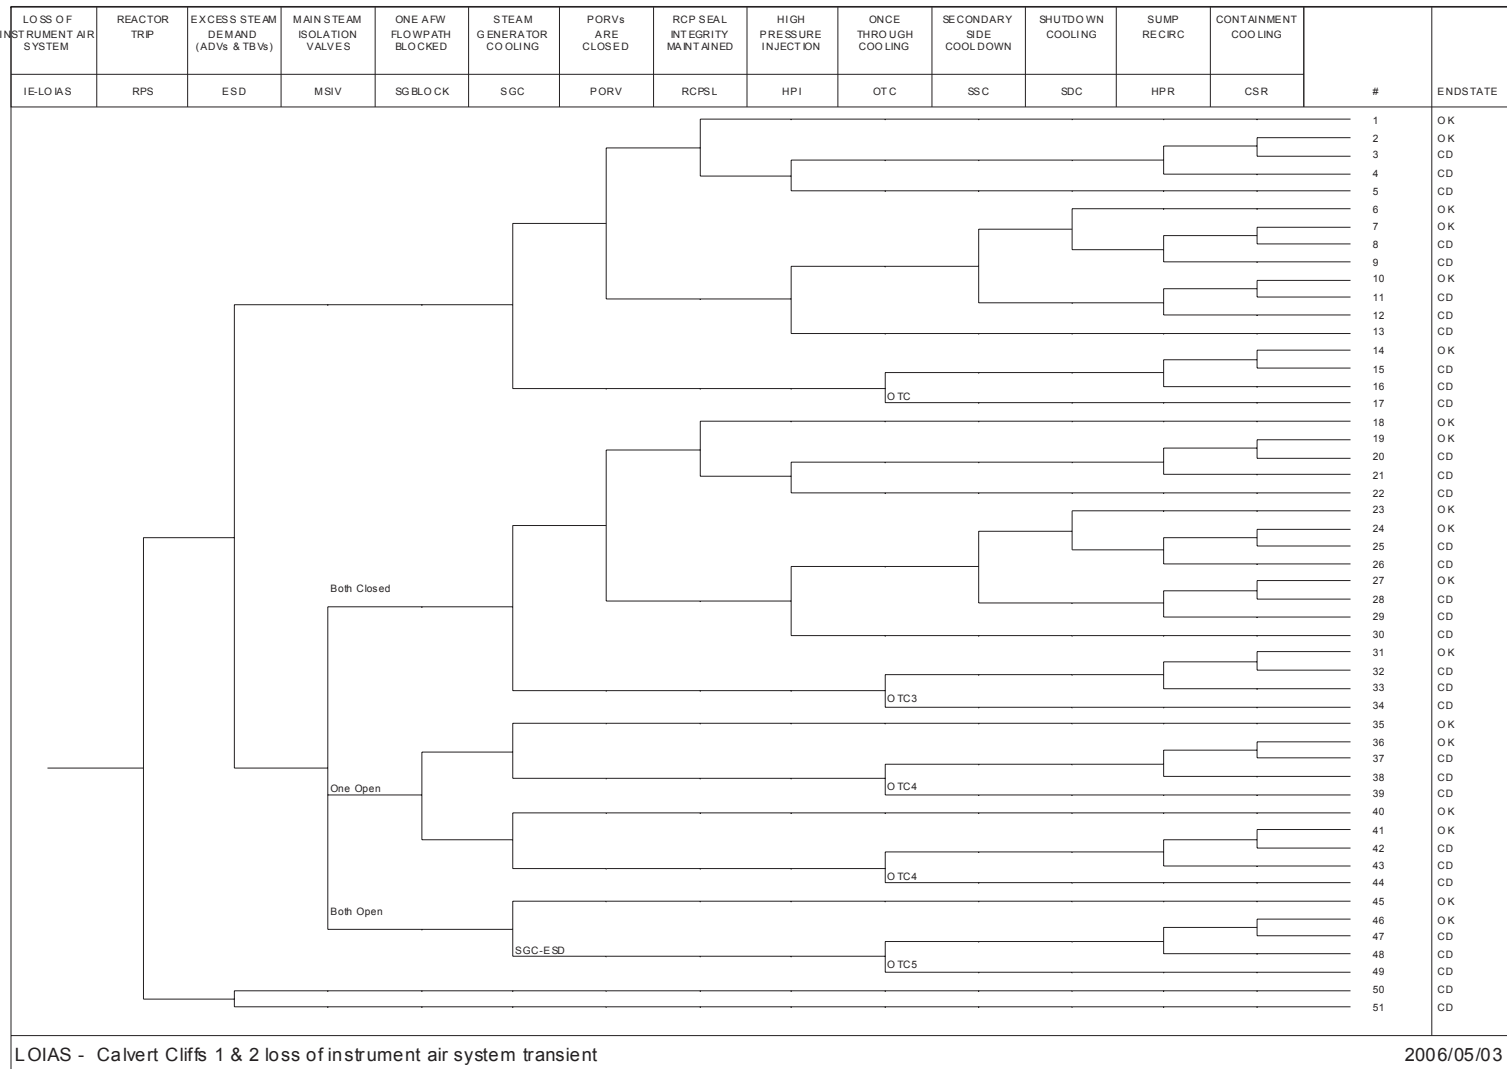 LOSS OF INSTRUMENT AIR SYSTEM
REACTOR TRIP
EXCESS STEAM DEMAND (ADVs & TBVs)
MAIN STEAM ISOLATION VALVES
ONE AFW FLOWPATH BLOCKED
STEAM GENERATOR COOLING
PORVs ARE CLOSED
RCP SEAL INTEGRITY MAINTAINED
HIGH PRESSURE INJECTION
ONCE THROUGH COOLING
SECONDARY SIDE COOLDOWN
SHUTDOWN COOLING
SUMP RECIRC
CONTAINMENT COOLING
IE-LOIAS RPS ESD MSIV SGBLOCK SGC PORV RCPSL HPI OTC SSC SDC HPR CSR # ENDSTATE
1 OK
2 OK
3 CD
4 CD
5 CD
6 OK
7 OK
8 CD
9 CD
10 OK
11 CD
12 CD
13 CD
14 OK
15 CD
16 CD
OTC
17 CD
18 OK
19 OK
20 CD
21 CD
22 CD
23 OK
24 OK
25 CD
26 CD
27 OK
Both Closed
28 CD
29 CD
30 CD
31 OK
32 CD
33 CD
OTC3
34 CD
35 OK
36 OK
37 CD
38 CD
One Open
OTC4
39 CD
40 OK
41 OK
42 CD
43 CD
OTC4
44 CD
45 OK
Both Open
46 OK
47 CD
SGC-ESD
48 CD
OTC5
49 CD
50 CD
51 CD
LOIAS - Calvert Cliffs 1 & 2 loss of instrument air system transient
2006/05/03